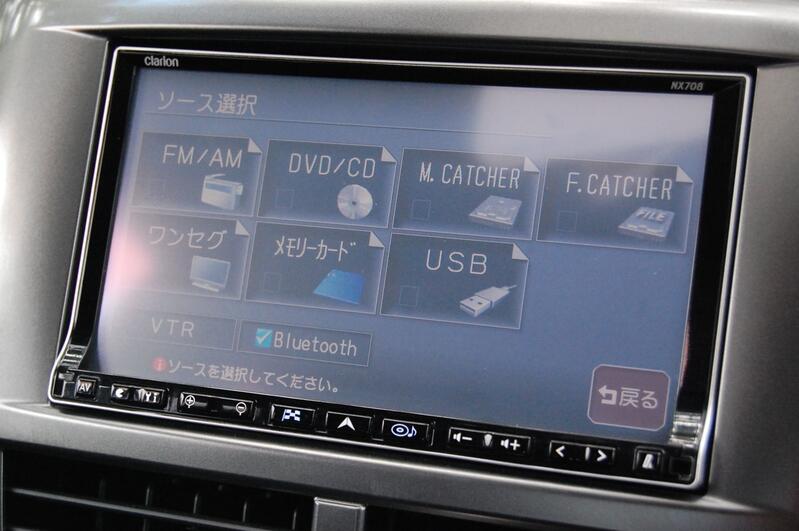 Clarion
NX708
ソース選択
FM/AM
DVD/CD
M. CATCHER
F. CATCHER
FILE
ワンセグ
ﾒﾓﾘｰｶｰﾄﾞ
USB
VTR
Bluetooth
ソースを選択してください。
戻る
AV